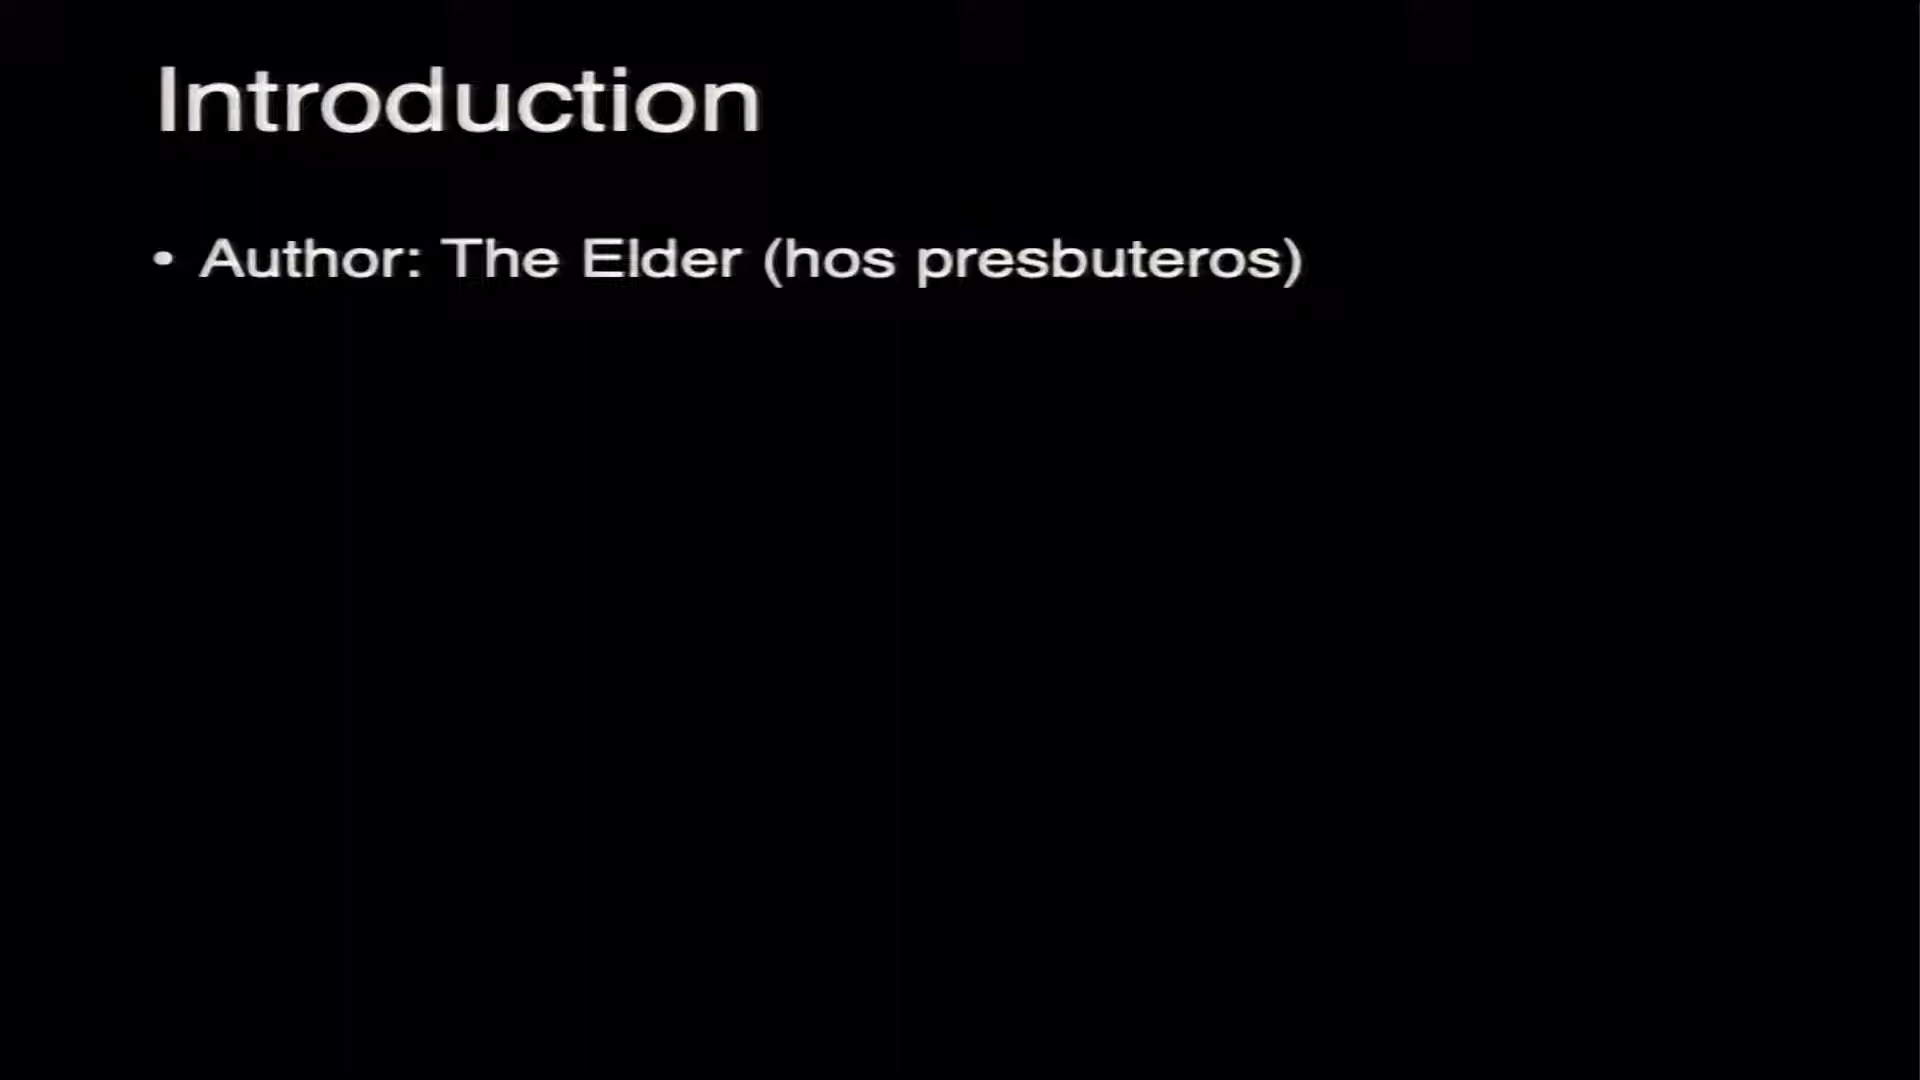 Introduction
• Author: The Elder (hos presbuteros)